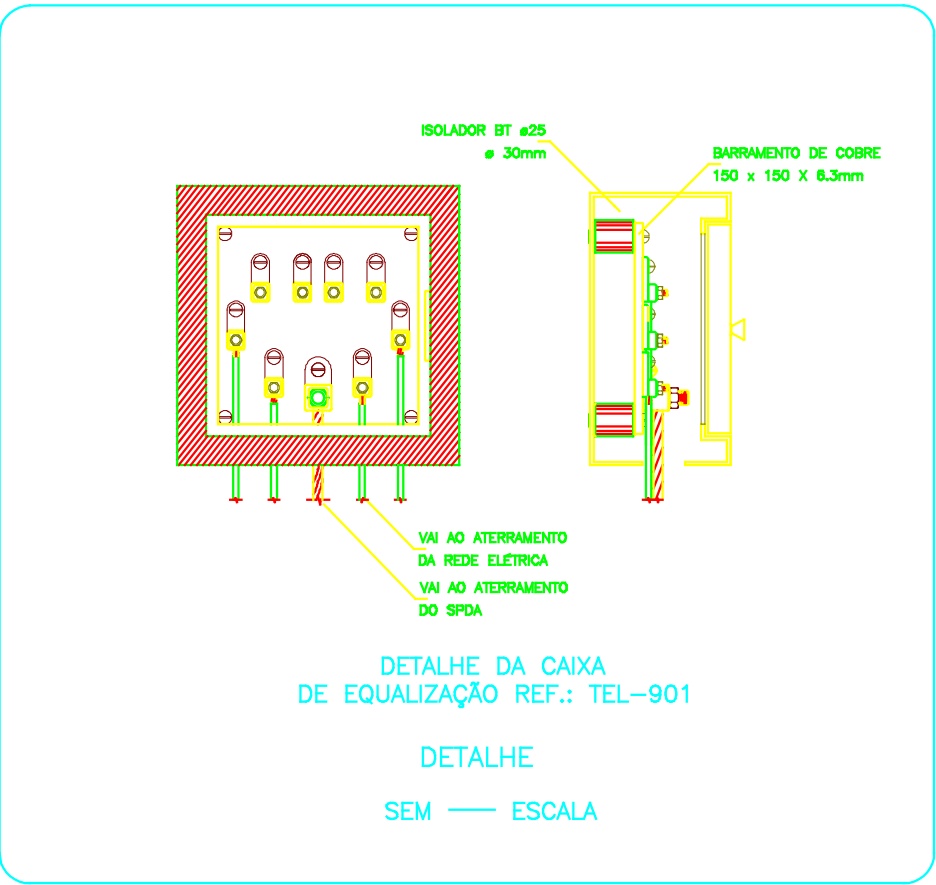 ISOLADOR BT ø25
ø 30mm
BARRAMENTO DE COBRE
150 x 150 X 6.3mm
VAI AO ATERRAMENTO
DA REDE ELÉTRICA
VAI AO ATERRAMENTO
DO SPDA
DETALHE DA CAIXA
DE EQUALIZAÇÃO REF.: TEL-901
DETALHE
SEM — ESCALA